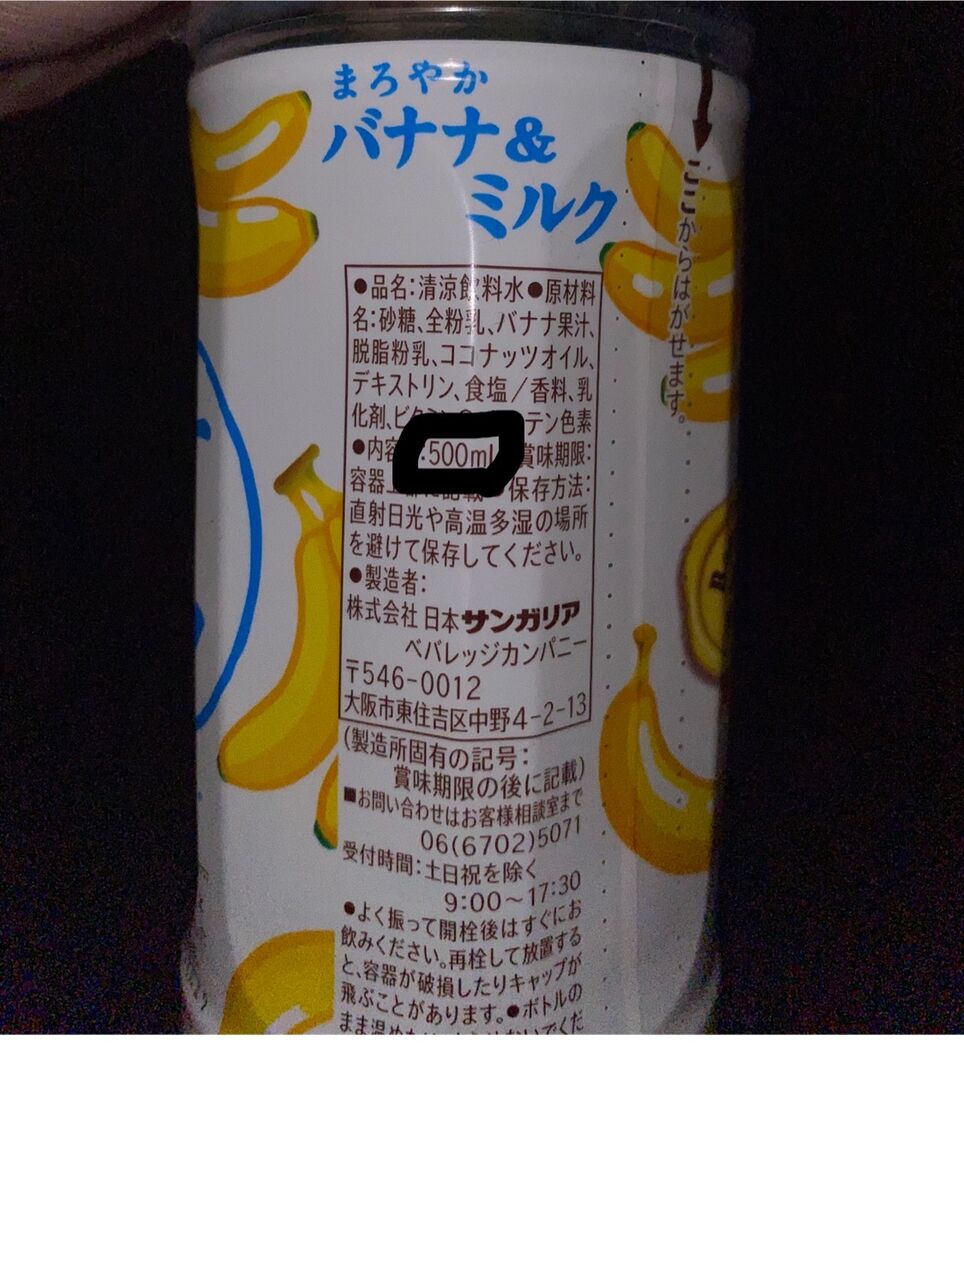 まろやか
バナナ&
ミルク
ここからはがせます。
●品名:清涼飲料水●原材料
名:砂糖、全粉乳、バナナ果汁、
脱脂粉乳、ココナッツオイル、
デキストリン、食塩/香料、乳
化剤、ビタミン テン色素
●内容 :500ml 賞味期限:
容器上部に記載 保存方法:
直射日光や高温多湿の場所
を避けて保存してください。
●製造者:
株式会社 日本サンガリア
ベバレッジカンパニー
〒546-0012
大阪市東住吉区中野4-2-13
(製造所固有の記号:
賞味期限の後に記載)
■お問い合わせはお客様相談室まで
06(6702)5071
受付時間:土日祝を除く
9:00~17:30
●よく振って開栓後はすぐにお
飲みください。再栓して放置する
と、容器が破損したりキャップが
飛ぶことがあります。●ボトルの
まま温めたり